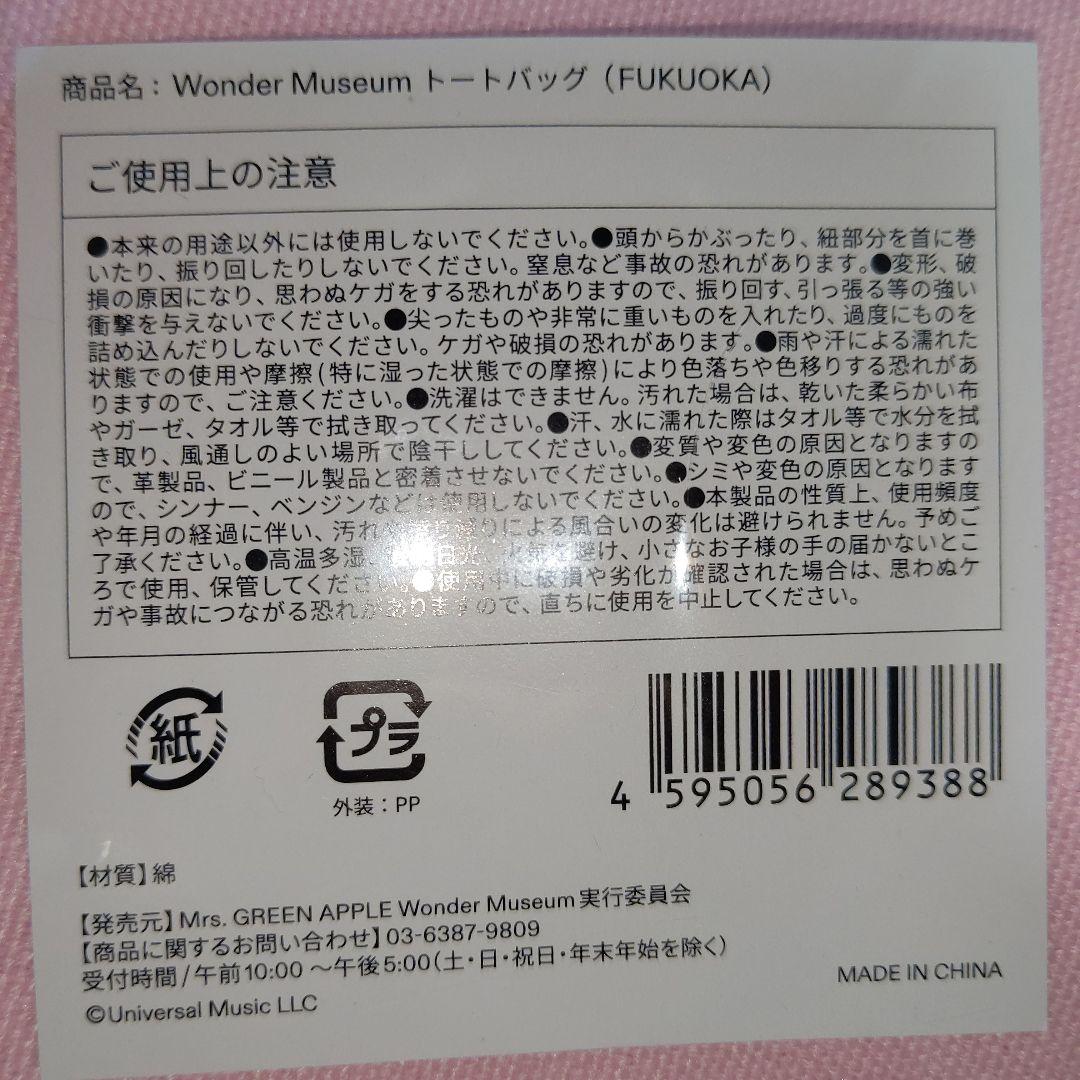 商品名：Wonder Museum トートバッグ（FUKUOKA）
ご使用上の注意
●本来の用途以外には使用しないでください。●頭からかぶったり、紐部分を首に巻
いたり、振り回したりしないでください。窒息など事故の恐れがあります。●変形、破
損の原因になり、思わぬケガをする恐れがありますので、振り回す、引っ張る等の強い
衝撃を与えないでください。●尖ったものや非常に重いものを入れたり、過度にものを
詰め込んだりしないでください。ケガや破損の恐れがあります。●雨や汗による濡れた
状態での使用や摩擦(特に湿った状態での摩擦)により色落ちや色移りする恐れがあ
りますので、ご注意ください。●洗濯はできません。汚れた場合は、乾いた柔らかい布
やガーゼ、タオル等で拭き取ってください。●汗、水に濡れた際はタオル等で水分を拭
き取り、風通しのよい場所で陰干ししてください。●変質や変色の原因となりますの
で、革製品、ビニール製品と密着させないでください。●シミや変色の原因となります
ので、シンナー、ベンジンなどは使用しないでください。●本製品の性質上、使用頻度
や年月の経過に伴い、汚れ による風合いの変化は避けられません。予めご
了承ください。●高温多湿、 避け、小さなお子様の手の届かないとこ
ろで使用、保管してください。●使用中に破損や劣化が確認された場合は、思わぬケ
ガや事故につながる恐れがありますので、直ちに使用を中止してください。
紙
プラ
外装：PP
4 595056 289388
【材質】綿
【発売元】Mrs. GREEN APPLE Wonder Museum実行委員会
【商品に関するお問い合わせ】03-6387-9809
受付時間/午前10:00 ～午後5:00(土・日・祝日・年末年始を除く)
©Universal Music LLC
MADE IN CHINA